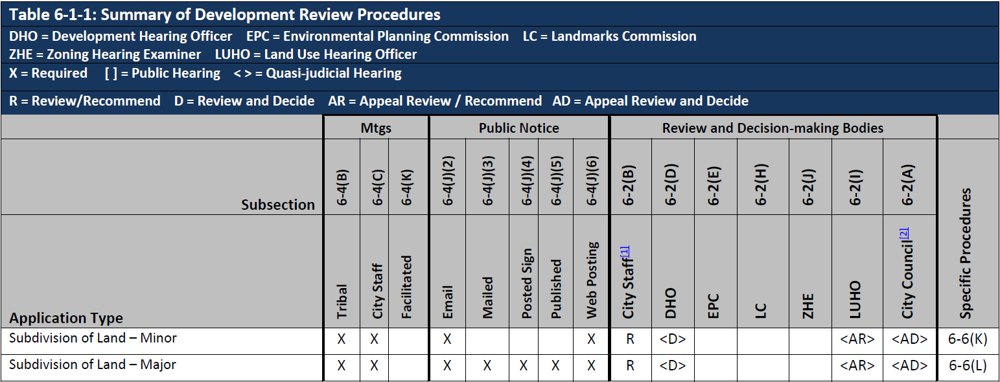 Table 6-1-1: Summary of Development Review Procedures
DHO = Development Hearing Officer EPC = Environmental Planning Commission LC = Landmarks Commission
ZHE = Zoning Hearing Examiner LUHO = Land Use Hearing Officer
X = Required [ ] = Public Hearing < > = Quasi-judicial Hearing
R = Review/Recommend D = Review and Decide AR = Appeal Review / Recommend AD = Appeal Review and Decide
Mtgs Public Notice Review and Decision-making Bodies
Subsection 6-4(B) 6-4(C) 6-4(K) 6-4(J)(2) 6-4(J)(3) 6-4(J)(4) 6-4(J)(5) 6-4(J)(6) 6-2(B) 6-2(D) 6-2(E) 6-2(H) 6-2(J) 6-2(I) 6-2(A) Specific Procedures
Application Type Tribal City Staff Facilitated Email Mailed Posted Sign Published Web Posting City Staff[1] DHO EPC LC ZHE LUHO City Council[2]
Subdivision of Land – Minor X X X X R <D> <AR> <AD> 6-6(K)
Subdivision of Land – Major X X X X X X X R <D> <AR> <AD> 6-6(L)